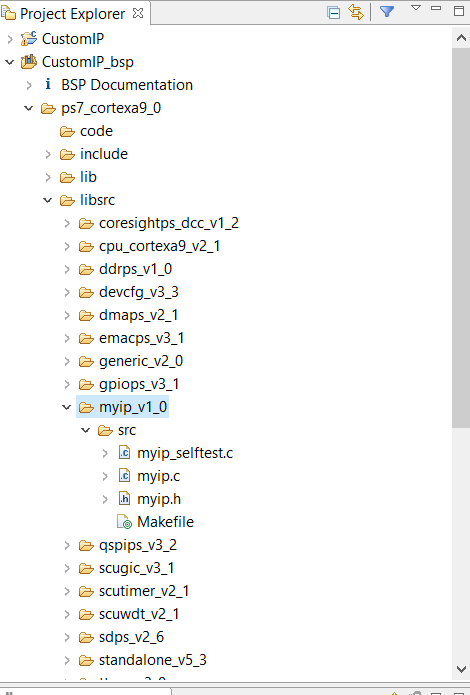 Project Explorer
CustomIP
CustomIP_bsp
BSP Documentation
ps7_cortexa9_0
code
include
lib
libsrc
coresightps_dcc_v1_2
cpu_cortexa9_v2_1
ddrps_v1_0
devcfg_v3_3
dmaps_v2_1
emacps_v3_1
generic_v2_0
gpiops_v3_1
myip_v1_0
src
myip_selftest.c
myip.c
myip.h
Makefile
qspips_v3_2
scugic_v3_1
scutimer_v2_1
scuwdt_v2_1
sdps_v2_6
standalone_v5_3